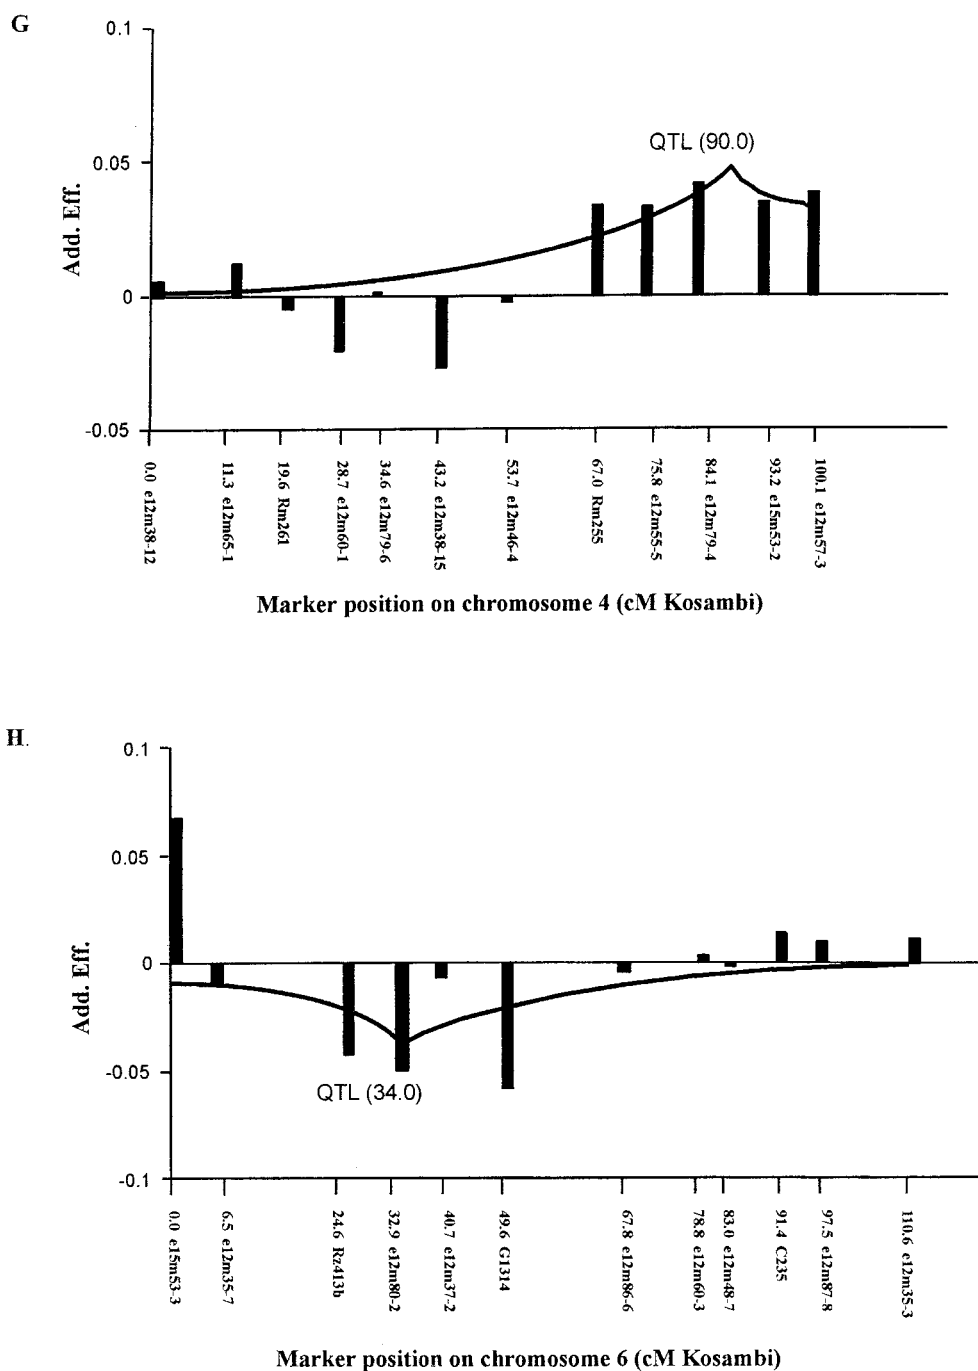 G
0.1
0.05
0
-0.05
Add. Eff.
QTL (90.0)
0.0 e12m38-12
11.3 e12m65-1
19.6 Rm261
28.7 e12m60-1
34.6 e12m79-6
43.2 e12m38-15
53.7 e12m46-4
67.0 Rm255
75.8 e12m55-5
84.1 e12m79-4
93.2 e15m53-2
100.1 e12m57-3
Marker position on chromosome 4 (cM Kosambi)
H.
0.1
0.05
0
-0.05
-0.1
Add. Eff.
QTL (34.0)
0.0 e15m53-3
6.5 e12m35-7
24.6 Rz413b
32.9 e12m80-2
40.7 e12m37-2
49.6 G1314
67.8 e12m86-6
78.8 e12m60-3
83.0 e12m48-7
91.4 C235
97.5 e12m87-8
110.6 e12m35-3
Marker position on chromosome 6 (cM Kosambi)